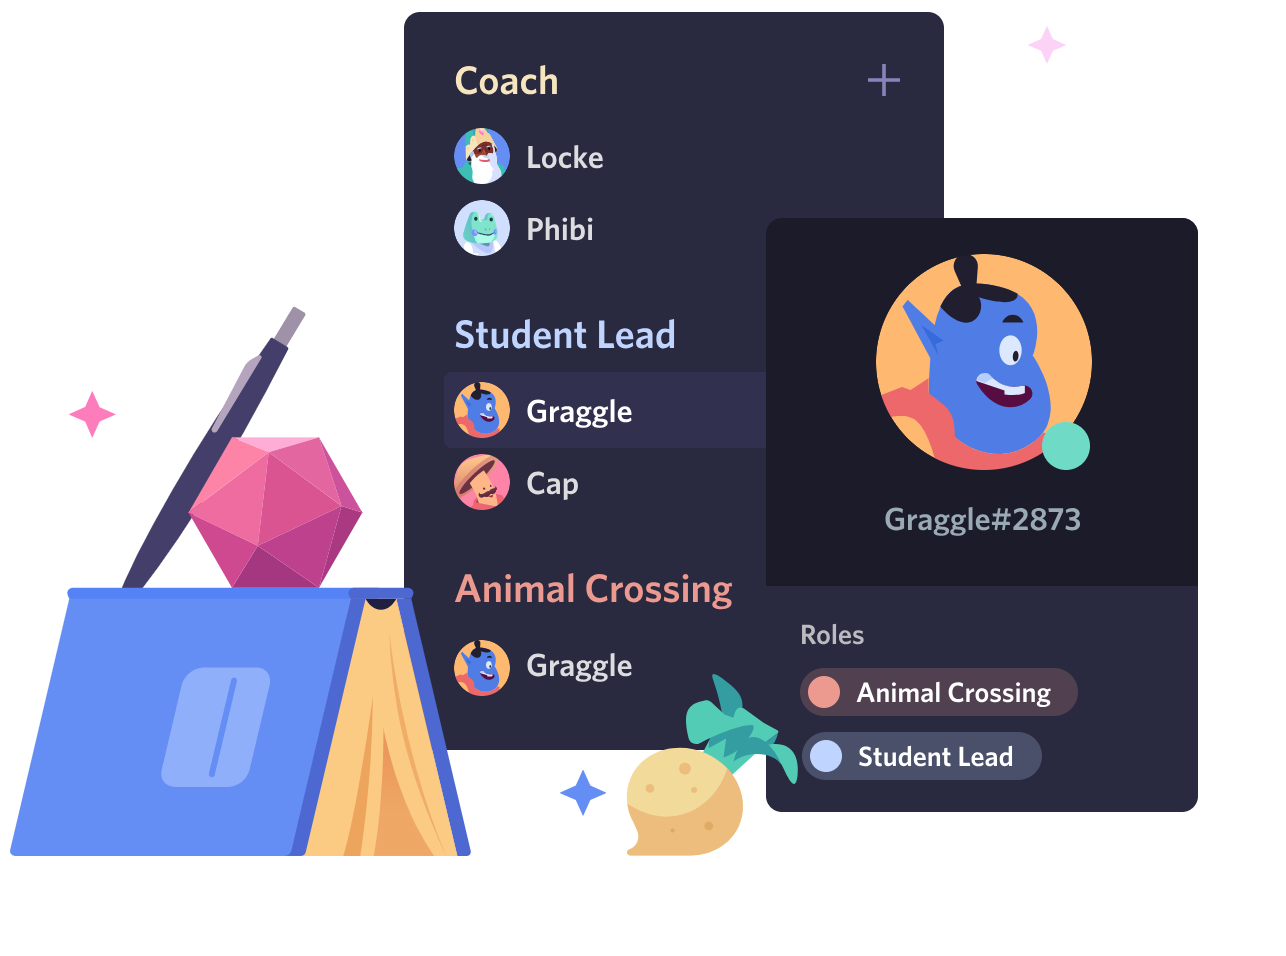 Coach
Locke
Phibi
Student Lead
Graggle
Cap
Animal Crossing
Graggle
Graggle#2873
Roles
Animal Crossing
Student Lead